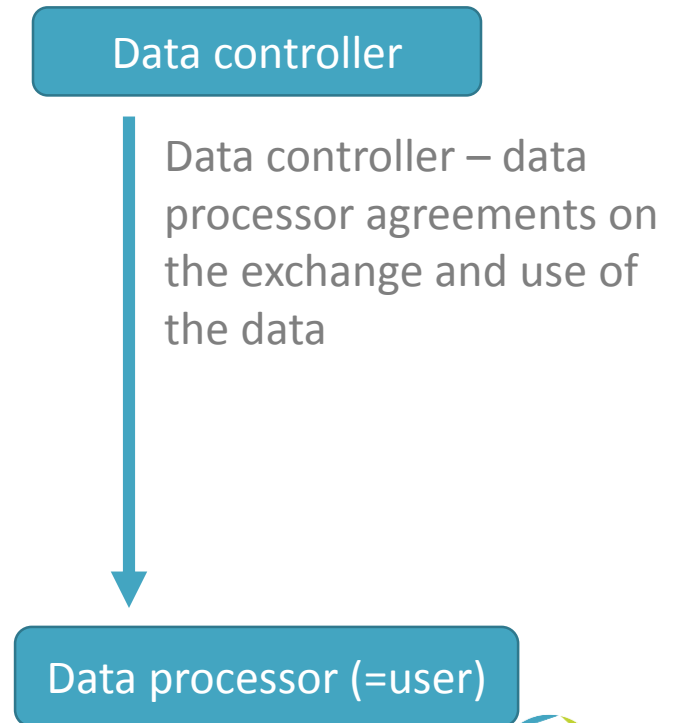 Data controller
Data controller – data
processor agreements on
the exchange and use of
the data
Data processor (=user)